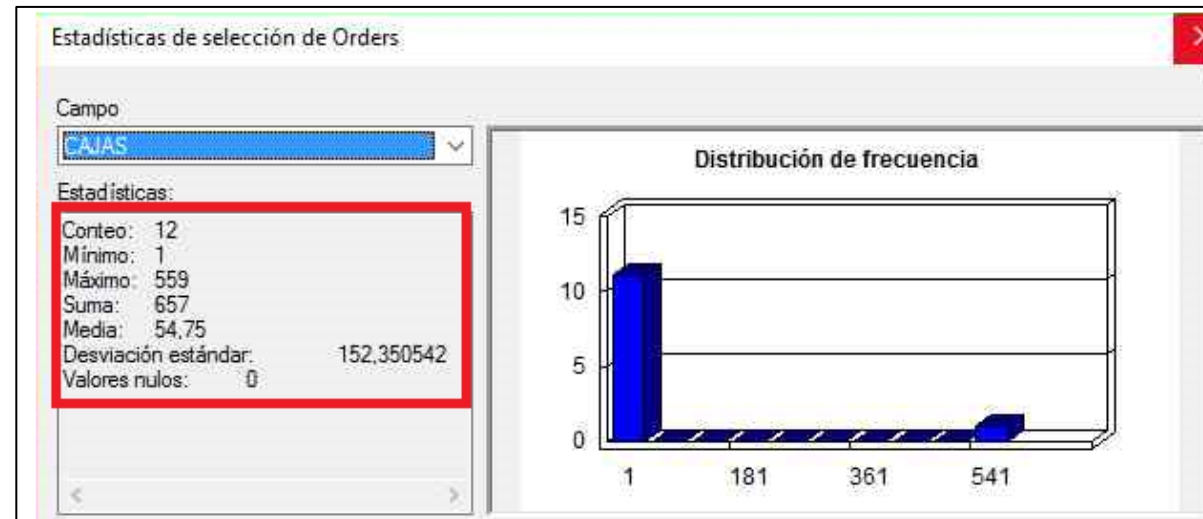 Estadísticas de selección de Orders
Campo
CAJAS
Estadísticas:
Conteo: 12
Mínimo: 1
Máximo: 559
Suma: 657
Media: 54,75
Desviación estándar: 152,350542
Valores nulos: 0
Distribución de frecuencia
15
10
5
0
1 181 361 541